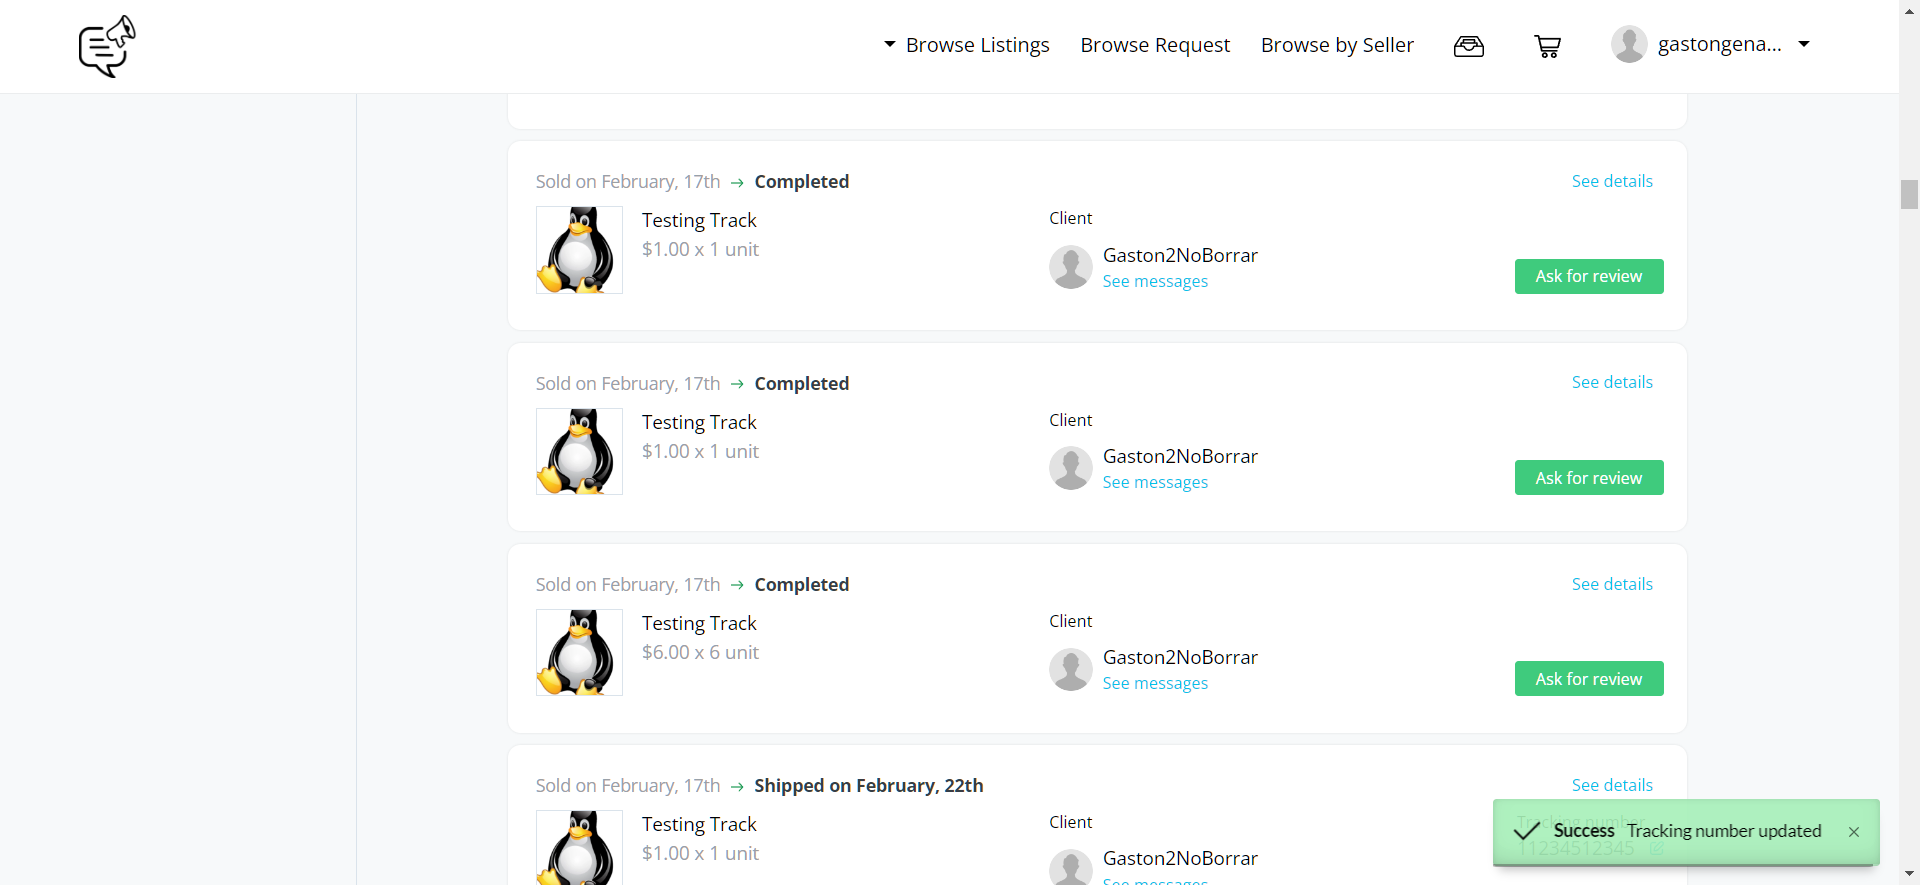 Browse Listings Browse Request Browse by Seller gastongena...
Sold on February, 17th → Completed See details
Testing Track
$1.00 x 1 unit
Client
Gaston2NoBorrar
See messages
Ask for review
Sold on February, 17th → Completed See details
Testing Track
$1.00 x 1 unit
Client
Gaston2NoBorrar
See messages
Ask for review
Sold on February, 17th → Completed See details
Testing Track
$6.00 x 6 unit
Client
Gaston2NoBorrar
See messages
Ask for review
Sold on February, 17th → Shipped on February, 22th See details
Testing Track
$1.00 x 1 unit
Client
Gaston2NoBorrar
See messages
Tracking number
11234512345
Success Tracking number updated ×